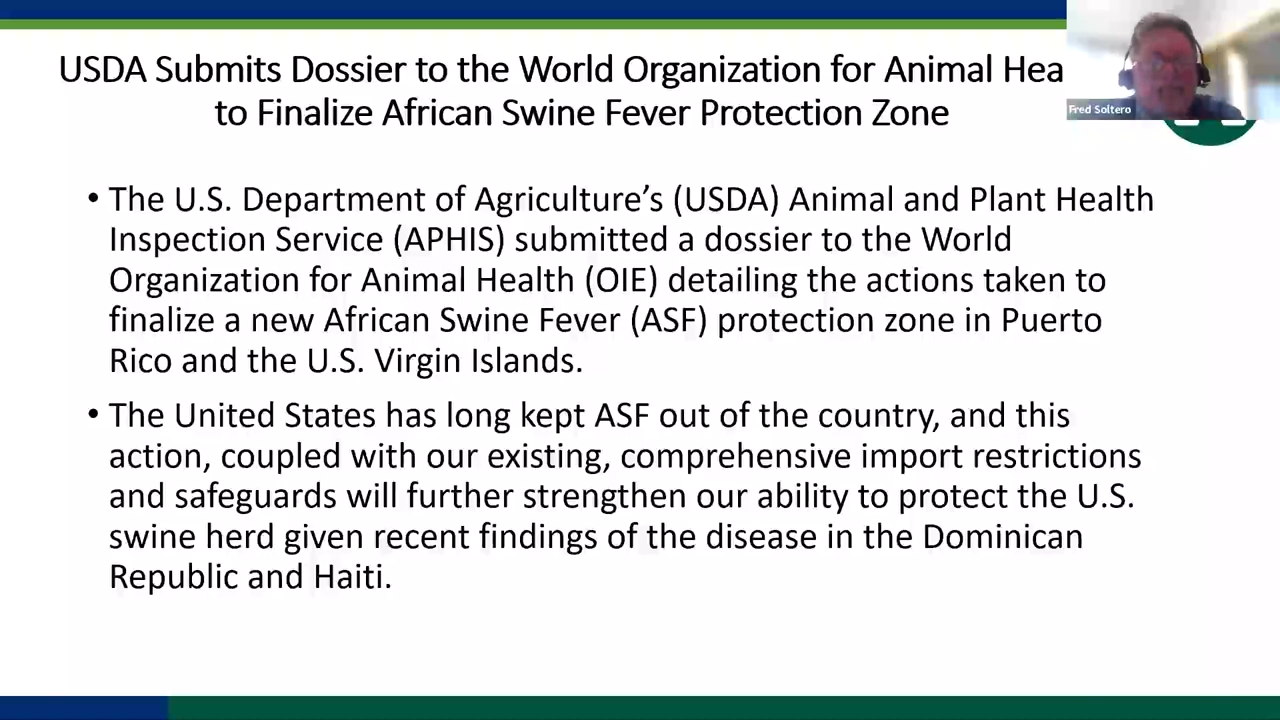 USDA Submits Dossier to the World Organization for Animal Hea
to Finalize African Swine Fever Protection Zone
Fred Soltero
• The U.S. Department of Agriculture’s (USDA) Animal and Plant Health
Inspection Service (APHIS) submitted a dossier to the World
Organization for Animal Health (OIE) detailing the actions taken to
finalize a new African Swine Fever (ASF) protection zone in Puerto
Rico and the U.S. Virgin Islands.
• The United States has long kept ASF out of the country, and this
action, coupled with our existing, comprehensive import restrictions
and safeguards will further strengthen our ability to protect the U.S.
swine herd given recent findings of the disease in the Dominican
Republic and Haiti.